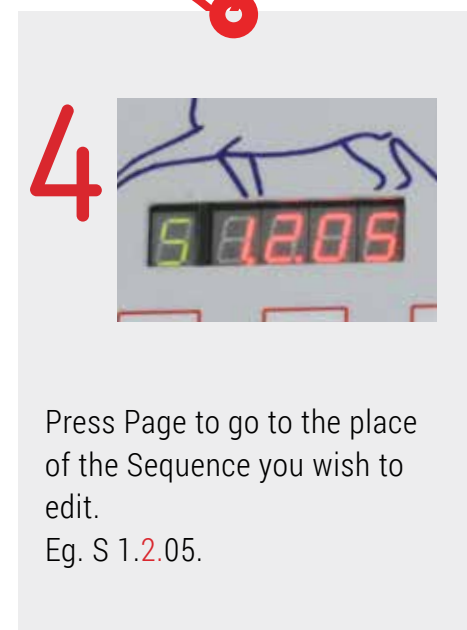 4
S 1.2.05
Press Page to go to the place
of the Sequence you wish to
edit.
Eg. S 1.2.05.